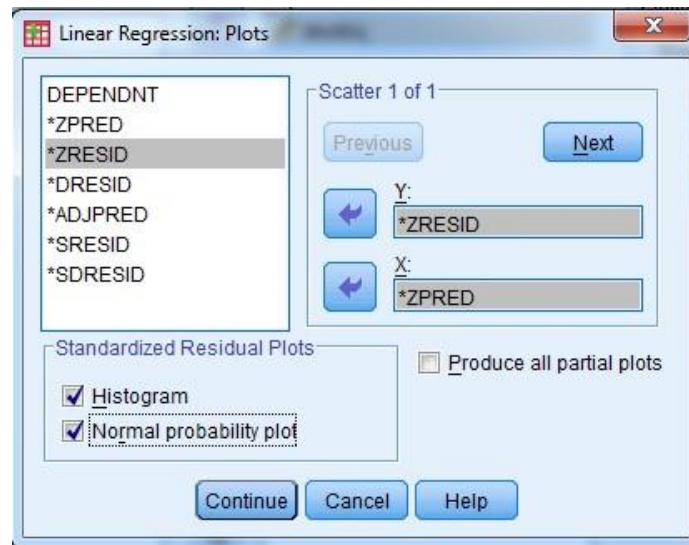 Linear Regression: Plots
DEPENDNT
*ZPRED
*ZRESID
*DRESID
*ADJPRED
*SRESID
*SDRESID
Scatter 1 of 1
Previous
Next
Y:
*ZRESID
X:
*ZPRED
Standardized Residual Plots
Histogram
Normal probability plot
Produce all partial plots
Continue
Cancel
Help